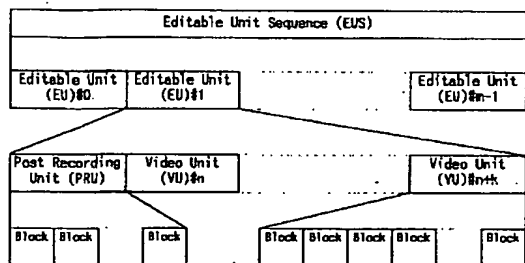 Editable Unit Sequence (EUS)
Editable Unit
(EU)#0
Editable Unit
(EU)#1
Editable Unit
(EU)#m-1
Post Recording
Unit (PRU)
Video Unit
(VU)#n
Video Unit
(VU)#n+k
Block
Block
Block
Block
Block
Block
Block
Block